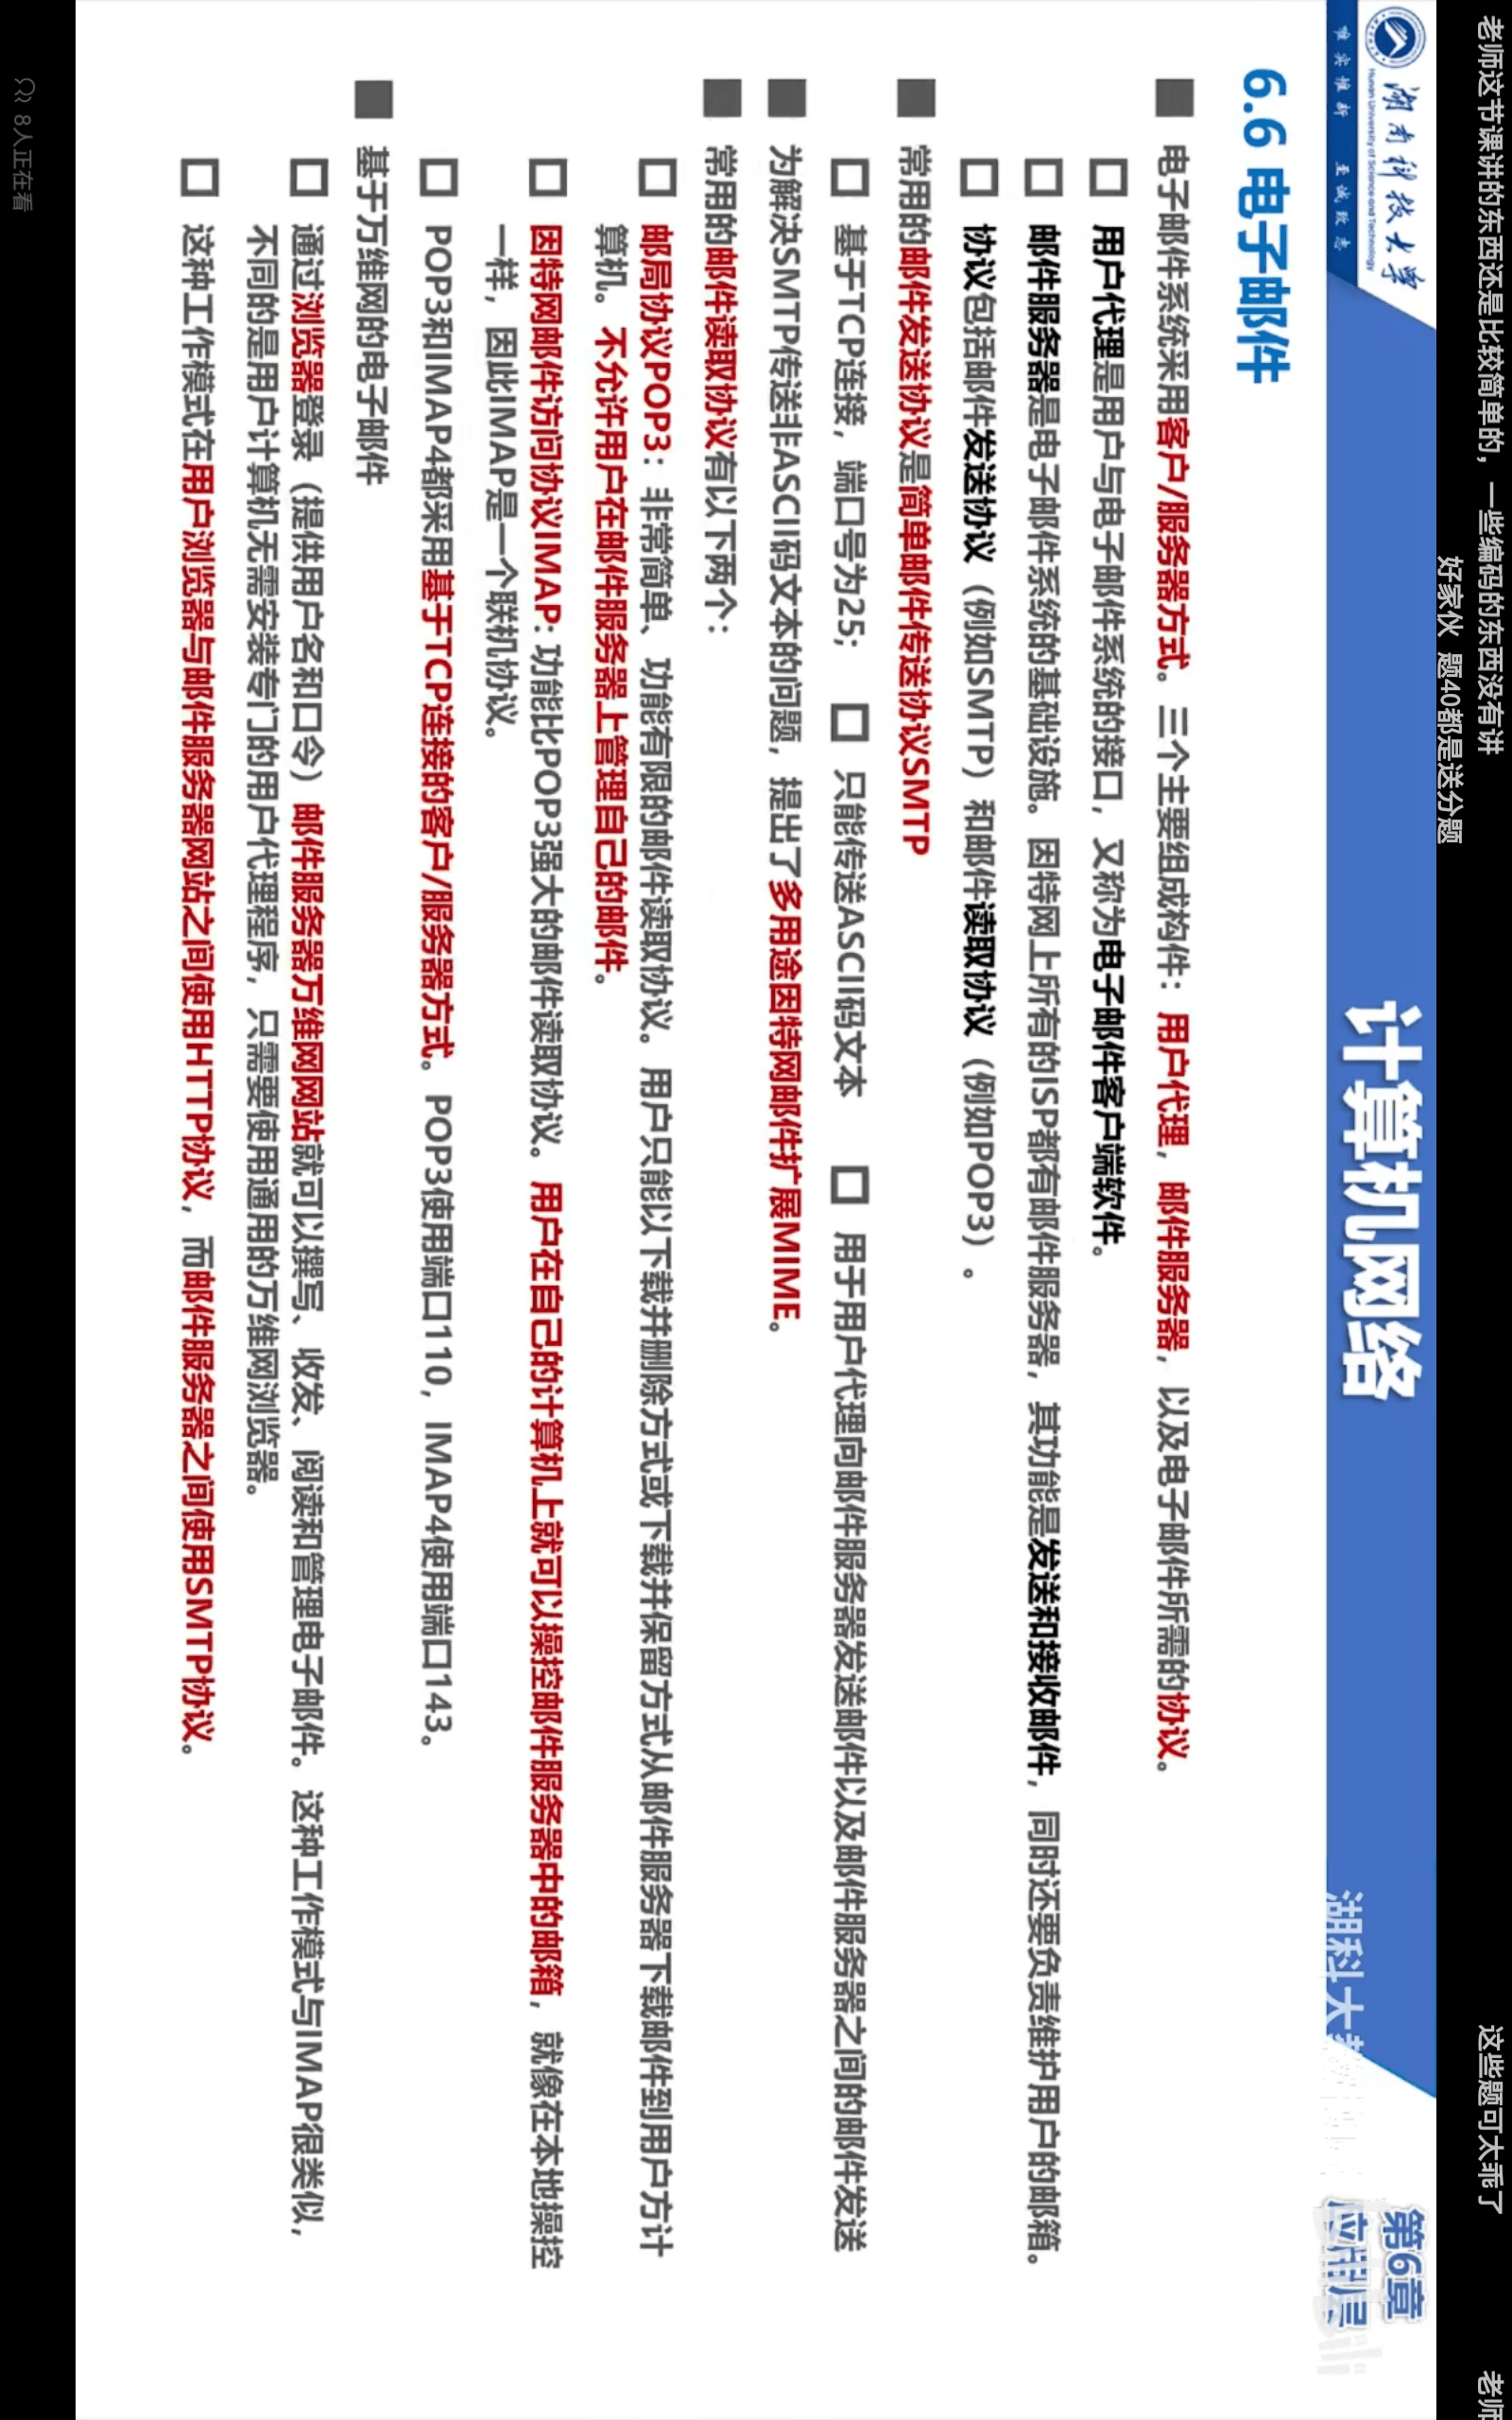 老师这节课讲的东西还是比较简单的，一些编码的东西没有讲
这些题可太乖了
老师
好家伙 题40都是送分题
湖南科技大学
Hunan University of Science and Technology
唯实惟新 至诚致志
计算机网络
湖科大教
第6章
应用层
6.6 电子邮件
■ 电子邮件系统采用客户/服务器方式。三个主要组成构件：用户代理，邮件服务器，以及电子邮件所需的协议。
□ 用户代理是用户与电子邮件系统的接口，又称为电子邮件客户端软件。
□ 邮件服务器是电子邮件系统的基础设施。因特网上所有的ISP都有邮件服务器，其功能是发送和接收邮件，同时还要负责维护用户的邮箱。
□ 协议包括邮件发送协议（例如SMTP）和邮件读取协议（例如POP3）。
■ 常用的邮件发送协议是简单邮件传送协议SMTP
□ 基于TCP连接，端口号为25； □ 只能传送ASCII码文本 □ 用于用户代理向邮件服务器发送邮件以及邮件服务器之间的邮件发送
■ 为解决SMTP传送非ASCII码文本的问题，提出了多用途因特网邮件扩展MIME。
■ 常用的邮件读取协议有以下两个：
□ 邮局协议POP3：非常简单、功能有限的邮件读取协议。用户只能以下载并删除方式或下载并保留方式从邮件服务器下载邮件到用户方计
算机。不允许用户在邮件服务器上管理自己的邮件。
□ 因特网邮件访问协议IMAP：功能比POP3强大的邮件读取协议。用户在自己的计算机上就可以操控邮件服务器中的邮箱，就像在本地操控
一样，因此IMAP是一个联机协议。
□ POP3和IMAP4都采用基于TCP连接的客户/服务器方式。POP3使用端口110，IMAP4使用端口143。
■ 基于万维网的电子邮件
□ 通过浏览器登录（提供用户名和口令）邮件服务器万维网网站就可以撰写、收发、阅读和管理电子邮件。这种工作模式与IMAP很类似，
不同的是用户计算机无需安装专门的用户代理程序，只需要使用通用的万维网浏览器。
□ 这种工作模式在用户浏览器与邮件服务器网站之间使用HTTP协议，而邮件服务器之间使用SMTP协议。
8人正在看